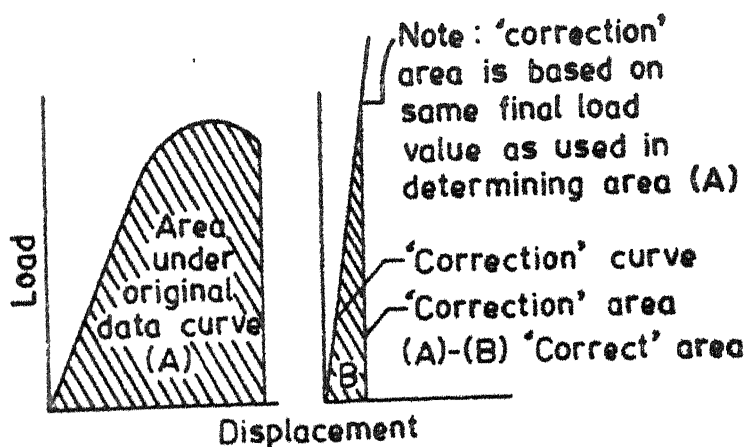 Note : 'correction'
area is based on
same final load
value as used in
determining area (A)
Load
Area
under
original
data curve
(A)
'Correction' curve
'Correction' area
(A)-(B) 'Correct' area
B
Displacement